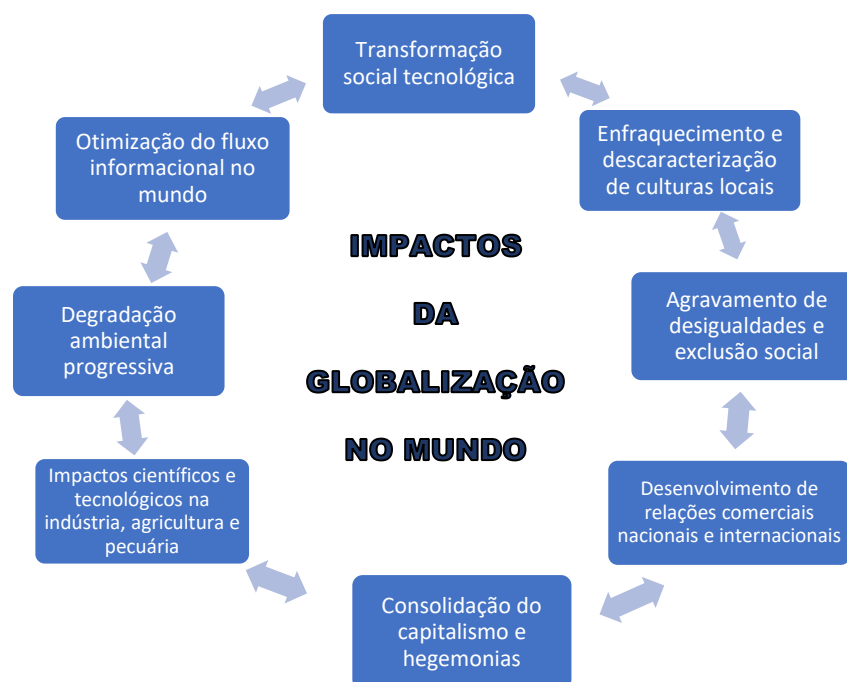 Transformação
social tecnológica
Enfraquecimento e
descaracterização
de culturas locais
Agravamento de
desigualdades e
exclusão social
Desenvolvimento de
relações comerciais
nacionais e internacionais
Consolidação do
capitalismo e
hegemonias
Impactos científicos e
tecnológicos na
indústria, agricultura e
pecuária
Degradação
ambiental
progressiva
Otimização do fluxo
informacional no
mundo
IMPACTOS
DA
GLOBALIZAÇÃO
NO MUNDO